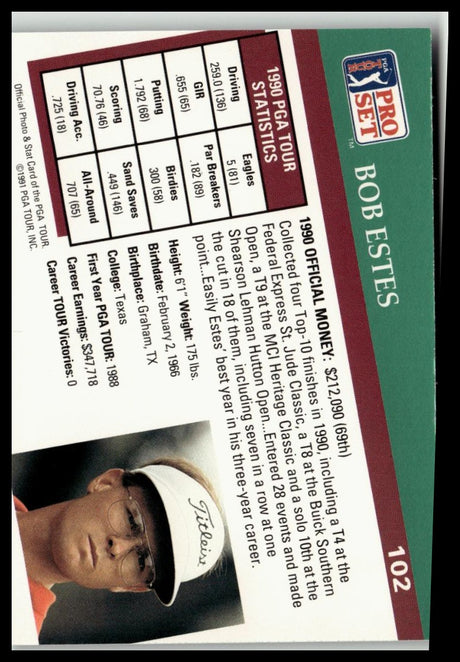 PGA
TOUR
PRO
SET™
BOB ESTES
102
1990 PGA TOUR
STATISTICS
Driving
259.0 (136)
Eagles
5 (81)
GIR
.655 (65)
Par Breakers
.182 (89)
Putting
1.792 (68)
Birdies
300 (58)
Scoring
70.76 (46)
Sand Saves
.449 (146)
Driving Acc.
.725 (18)
All-Around
707 (65)
Official Photo & Stat Card of the PGA TOUR.
©1991 PGA TOUR, INC.
1990 OFFICIAL MONEY: $212,090 (69th)
Collected four Top-10 finishes in 1990, including a T4 at the
Federal Express St. Jude Classic, a T8 at the Buick Southern
Open, a T9 at the MCI Heritage Classic and a solo 10th at the
Shearson Lehman Hutton Open...Entered 28 events and made
the cut in 18 of them, including seven in a row at one
point...Easily Estes' best year in his three-year career.
Height: 6'1" Weight: 175 lbs.
Birthdate: February 2, 1966
Birthplace: Graham, TX
College: Texas
First Year PGA TOUR: 1988
Career Earnings: $347,718
Career TOUR Victories: 0
Titleist